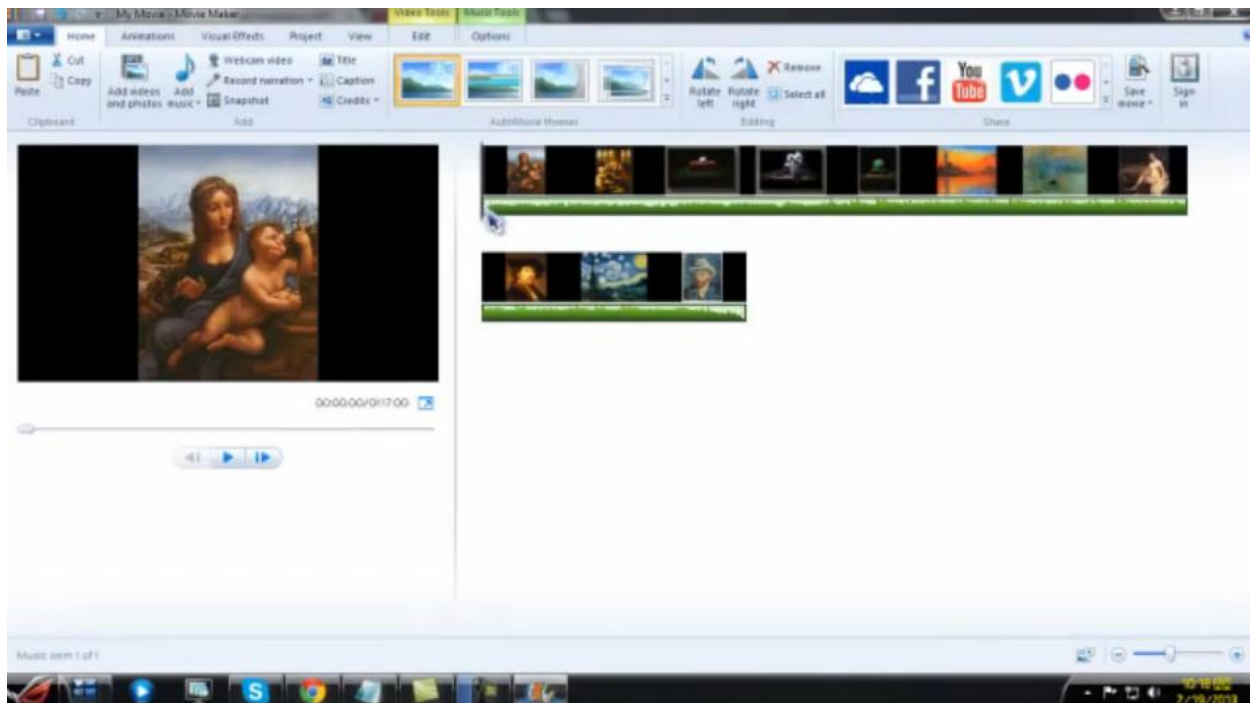 My Movie - Movie Maker
Video Tools
Music Tools
Home
Animations
Visual Effects
Project
View
Edit
Options
Paste
Cut
Copy
Clipboard
Add videos and photos
Add music
Webcam video
Record narration
Snapshot
Title
Caption
Credits
Add
AutoMovie themes
Rotate left
Rotate right
Remove
Select all
Editing
f
You
Tube
Share
Save movie
Sign in
00:00.00/01:17.00
Music item 1 of 1
S
10:18